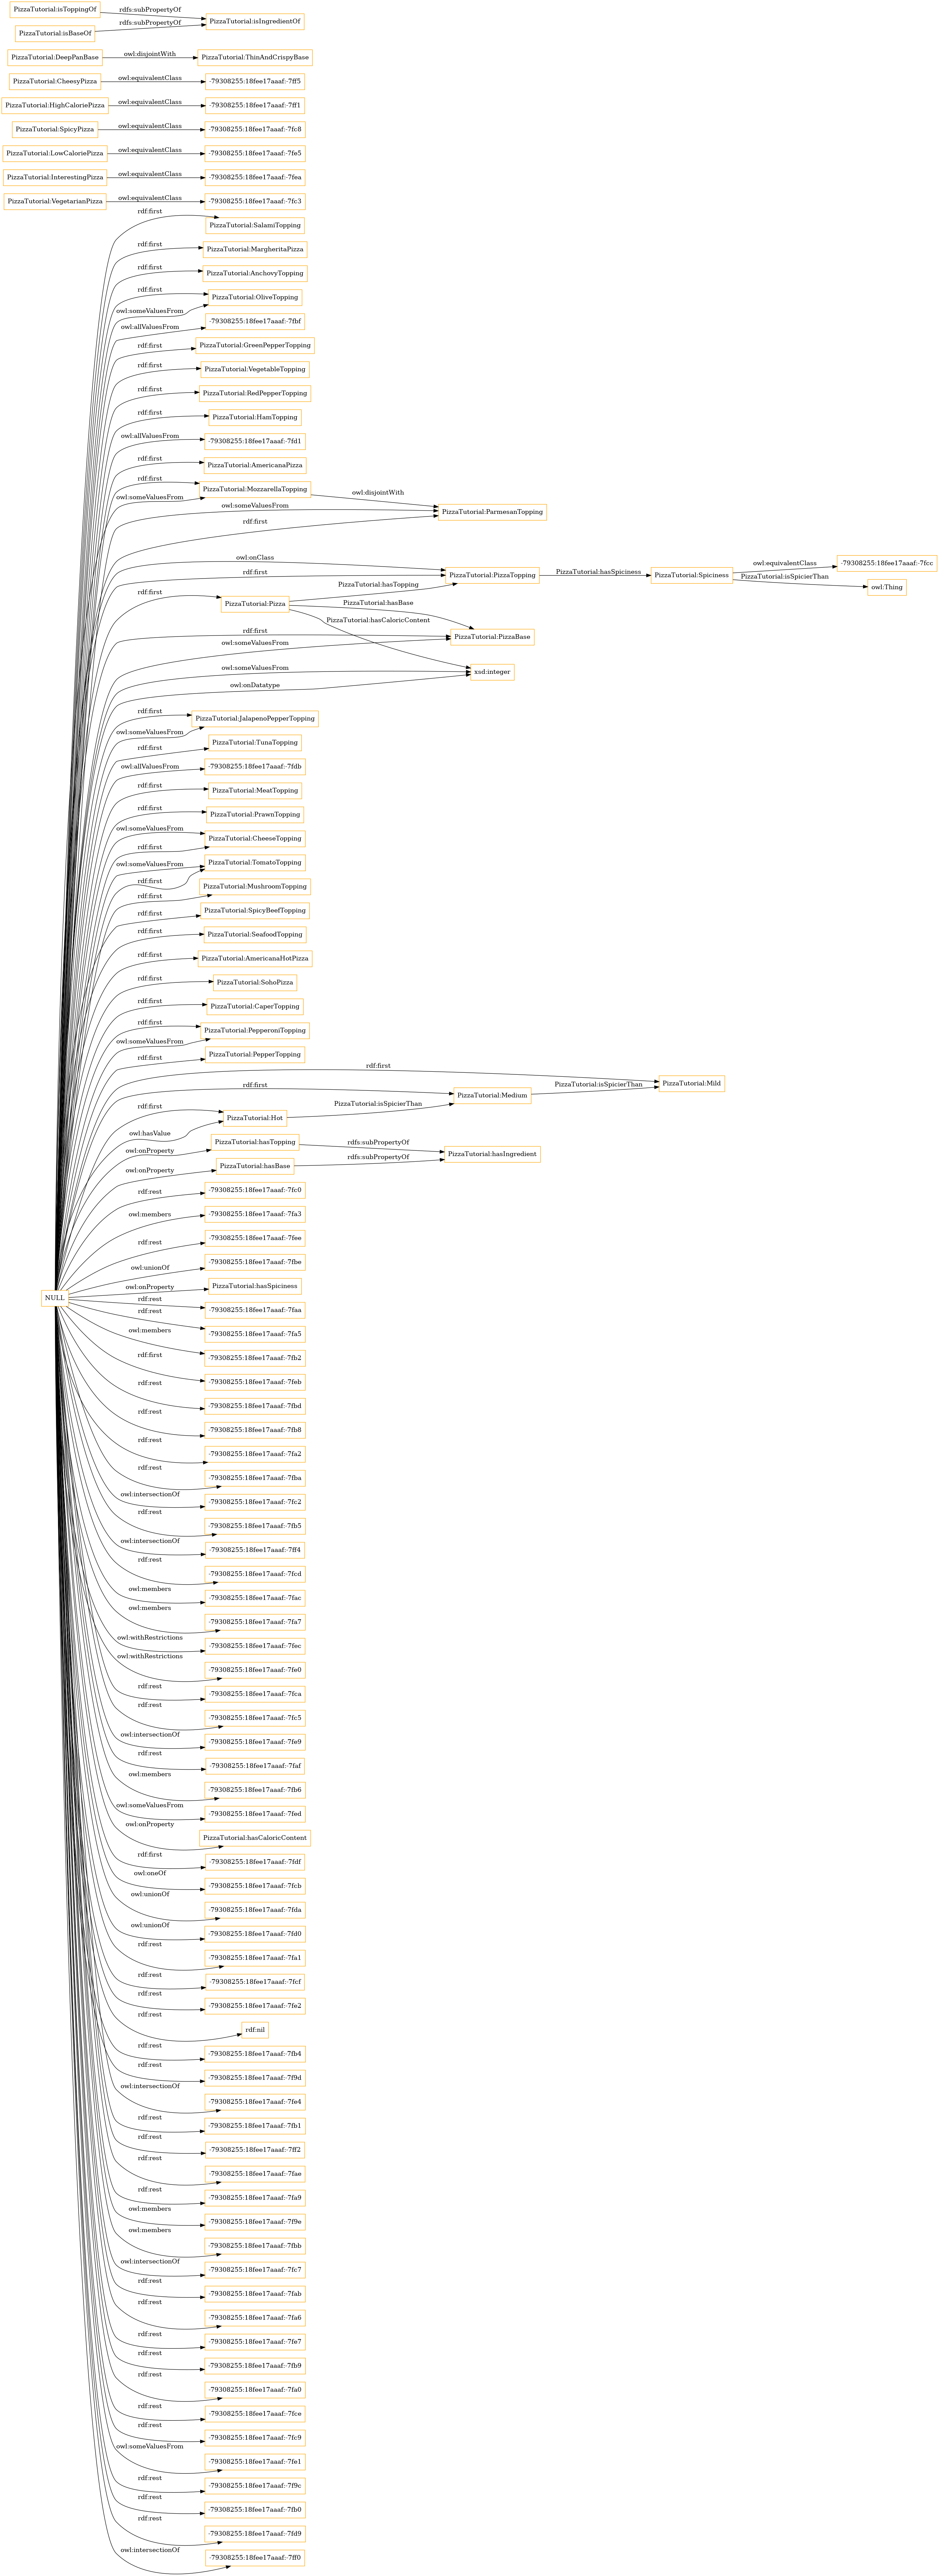 PizzaTutorial:isToppingOf
rdfs:subPropertyOf
PizzaTutorial:isIngredientOf
rdfs:subPropertyOf
PizzaTutorial:isBaseOf
PizzaTutorial:DeepPanBase
owl:disjointWith
PizzaTutorial:ThinAndCrispyBase
PizzaTutorial:CheesyPizza
owl:equivalentClass
-79308255:18fee17aaaf:-7ff5
PizzaTutorial:HighCaloriePizza
owl:equivalentClass
-79308255:18fee17aaaf:-7ff1
PizzaTutorial:SpicyPizza
owl:equivalentClass
-79308255:18fee17aaaf:-7fc8
PizzaTutorial:LowCaloriePizza
owl:equivalentClass
-79308255:18fee17aaaf:-7fe5
PizzaTutorial:InterestingPizza
owl:equivalentClass
-79308255:18fee17aaaf:-7fea
PizzaTutorial:VegetarianPizza
owl:equivalentClass
-79308255:18fee17aaaf:-7fc3
rdf:first
PizzaTutorial:SalamiTopping
rdf:first
PizzaTutorial:MargheritaPizza
rdf:first
PizzaTutorial:AnchovyTopping
rdf:first
PizzaTutorial:OliveTopping
owl:someValuesFrom
owl:allValuesFrom
-79308255:18fee17aaaf:-7fbf
rdf:first
PizzaTutorial:GreenPepperTopping
rdf:first
PizzaTutorial:VegetableTopping
rdf:first
PizzaTutorial:RedPepperTopping
rdf:first
PizzaTutorial:HamTopping
owl:allValuesFrom
-79308255:18fee17aaaf:-7fd1
rdf:first
PizzaTutorial:AmericanaPizza
rdf:first
PizzaTutorial:MozzarellaTopping
owl:disjointWith
owl:someValuesFrom
owl:someValuesFrom
PizzaTutorial:ParmesanTopping
rdf:first
owl:onClass
rdf:first
PizzaTutorial:PizzaTopping
PizzaTutorial:hasSpiciness
PizzaTutorial:Spiciness
owl:equivalentClass
-79308255:18fee17aaaf:-7fcc
PizzaTutorial:isSpicierThan
owl:Thing
rdf:first
PizzaTutorial:Pizza
PizzaTutorial:hasTopping
PizzaTutorial:hasBase
PizzaTutorial:hasCaloricContent
rdf:first
PizzaTutorial:PizzaBase
owl:someValuesFrom
owl:someValuesFrom
xsd:integer
owl:onDatatype
rdf:first
PizzaTutorial:JalapenoPepperTopping
owl:someValuesFrom
rdf:first
PizzaTutorial:TunaTopping
owl:allValuesFrom
-79308255:18fee17aaaf:-7fdb
rdf:first
PizzaTutorial:MeatTopping
rdf:first
PizzaTutorial:PrawnTopping
owl:someValuesFrom
PizzaTutorial:CheeseTopping
rdf:first
owl:someValuesFrom
PizzaTutorial:TomatoTopping
rdf:first
PizzaTutorial:MushroomTopping
rdf:first
PizzaTutorial:SpicyBeefTopping
rdf:first
PizzaTutorial:SeafoodTopping
rdf:first
PizzaTutorial:AmericanaHotPizza
rdf:first
PizzaTutorial:SohoPizza
rdf:first
PizzaTutorial:CaperTopping
rdf:first
PizzaTutorial:PepperoniTopping
owl:someValuesFrom
rdf:first
PizzaTutorial:PepperTopping
rdf:first
PizzaTutorial:Mild
rdf:first
PizzaTutorial:Medium
PizzaTutorial:isSpicierThan
rdf:first
PizzaTutorial:Hot
PizzaTutorial:isSpicierThan
owl:hasValue
owl:onProperty
PizzaTutorial:hasTopping
rdfs:subPropertyOf
PizzaTutorial:hasIngredient
owl:onProperty
PizzaTutorial:hasBase
rdfs:subPropertyOf
rdf:rest
-79308255:18fee17aaaf:-7fc0
owl:members
-79308255:18fee17aaaf:-7fa3
rdf:rest
-79308255:18fee17aaaf:-7fee
owl:unionOf
-79308255:18fee17aaaf:-7fbe
owl:onProperty
PizzaTutorial:hasSpiciness
NULL
rdf:rest
-79308255:18fee17aaaf:-7faa
rdf:rest
-79308255:18fee17aaaf:-7fa5
owl:members
-79308255:18fee17aaaf:-7fb2
rdf:first
-79308255:18fee17aaaf:-7feb
rdf:rest
-79308255:18fee17aaaf:-7fbd
rdf:rest
-79308255:18fee17aaaf:-7fb8
rdf:rest
-79308255:18fee17aaaf:-7fa2
rdf:rest
-79308255:18fee17aaaf:-7fba
owl:intersectionOf
-79308255:18fee17aaaf:-7fc2
rdf:rest
-79308255:18fee17aaaf:-7fb5
owl:intersectionOf
-79308255:18fee17aaaf:-7ff4
rdf:rest
-79308255:18fee17aaaf:-7fcd
owl:members
-79308255:18fee17aaaf:-7fac
owl:members
-79308255:18fee17aaaf:-7fa7
owl:withRestrictions
-79308255:18fee17aaaf:-7fec
owl:withRestrictions
-79308255:18fee17aaaf:-7fe0
rdf:rest
-79308255:18fee17aaaf:-7fca
rdf:rest
-79308255:18fee17aaaf:-7fc5
owl:intersectionOf
-79308255:18fee17aaaf:-7fe9
rdf:rest
-79308255:18fee17aaaf:-7faf
owl:members
-79308255:18fee17aaaf:-7fb6
owl:someValuesFrom
-79308255:18fee17aaaf:-7fed
owl:onProperty
PizzaTutorial:hasCaloricContent
rdf:first
-79308255:18fee17aaaf:-7fdf
owl:oneOf
-79308255:18fee17aaaf:-7fcb
owl:unionOf
-79308255:18fee17aaaf:-7fda
owl:unionOf
-79308255:18fee17aaaf:-7fd0
rdf:rest
-79308255:18fee17aaaf:-7fa1
rdf:rest
-79308255:18fee17aaaf:-7fcf
rdf:rest
-79308255:18fee17aaaf:-7fe2
rdf:rest
rdf:nil
rdf:rest
-79308255:18fee17aaaf:-7fb4
rdf:rest
-79308255:18fee17aaaf:-7f9d
owl:intersectionOf
-79308255:18fee17aaaf:-7fe4
rdf:rest
-79308255:18fee17aaaf:-7fb1
rdf:rest
-79308255:18fee17aaaf:-7ff2
rdf:rest
-79308255:18fee17aaaf:-7fae
rdf:rest
-79308255:18fee17aaaf:-7fa9
owl:members
-79308255:18fee17aaaf:-7f9e
owl:members
-79308255:18fee17aaaf:-7fbb
owl:intersectionOf
-79308255:18fee17aaaf:-7fc7
rdf:rest
-79308255:18fee17aaaf:-7fab
rdf:rest
-79308255:18fee17aaaf:-7fa6
rdf:rest
-79308255:18fee17aaaf:-7fe7
rdf:rest
-79308255:18fee17aaaf:-7fb9
rdf:rest
-79308255:18fee17aaaf:-7fa0
rdf:rest
-79308255:18fee17aaaf:-7fce
rdf:rest
-79308255:18fee17aaaf:-7fc9
owl:someValuesFrom
-79308255:18fee17aaaf:-7fe1
rdf:rest
-79308255:18fee17aaaf:-7f9c
rdf:rest
-79308255:18fee17aaaf:-7fb0
rdf:rest
-79308255:18fee17aaaf:-7fd9
owl:intersectionOf
-79308255:18fee17aaaf:-7ff0